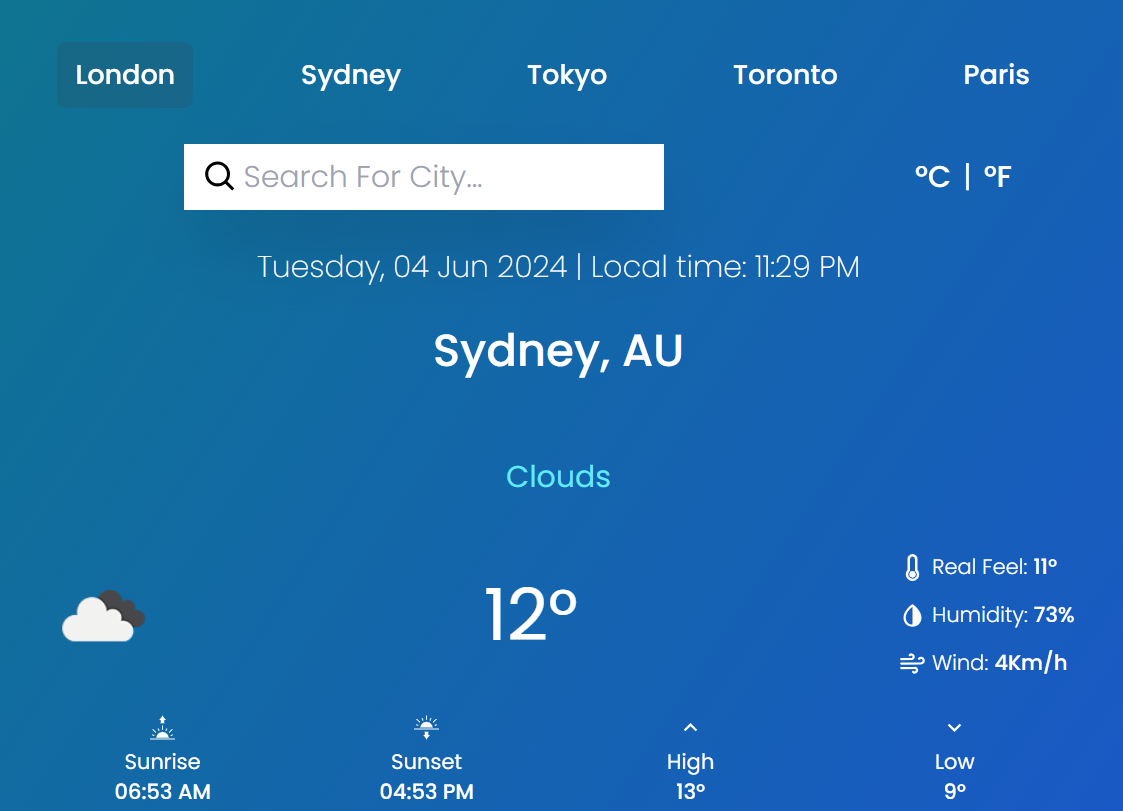 London Sydney Tokyo Toronto Paris
Search For City... °C | °F
Tuesday, 04 Jun 2024 | Local time: 11:29 PM
Sydney, AU
Clouds
12°
Real Feel: 11°
Humidity: 73%
Wind: 4Km/h
Sunrise Sunset High Low
06:53 AM 04:53 PM 13° 9°